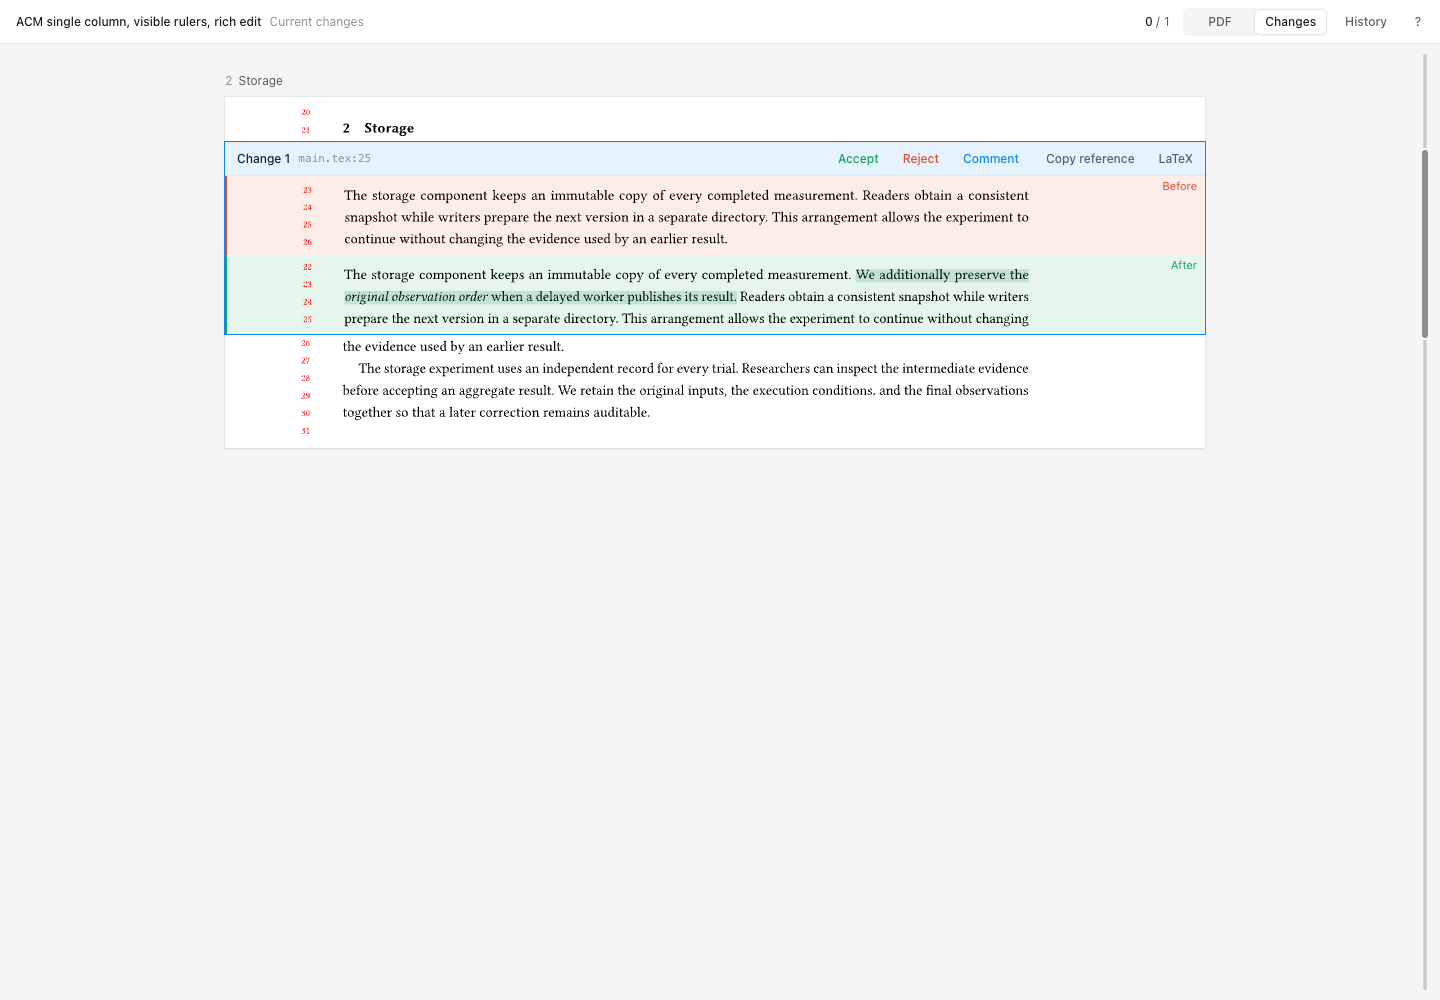 ACM single column, visible rulers, rich edit Current changes 0 / 1 PDF Changes History ?
2 Storage
20
21 2 Storage
Change 1 main.tex:25 Accept Reject Comment Copy reference LaTeX
Before
23
24
25
26
The storage component keeps an immutable copy of every completed measurement. Readers obtain a consistent
snapshot while writers prepare the next version in a separate directory. This arrangement allows the experiment to
continue without changing the evidence used by an earlier result.
After
22
23
24
25
The storage component keeps an immutable copy of every completed measurement. We additionally preserve the
original observation order when a delayed worker publishes its result. Readers obtain a consistent snapshot while writers
prepare the next version in a separate directory. This arrangement allows the experiment to continue without changing
26
27
28
29
30
31
the evidence used by an earlier result.
The storage experiment uses an independent record for every trial. Researchers can inspect the intermediate evidence
before accepting an aggregate result. We retain the original inputs, the execution conditions, and the final observations
together so that a later correction remains auditable.